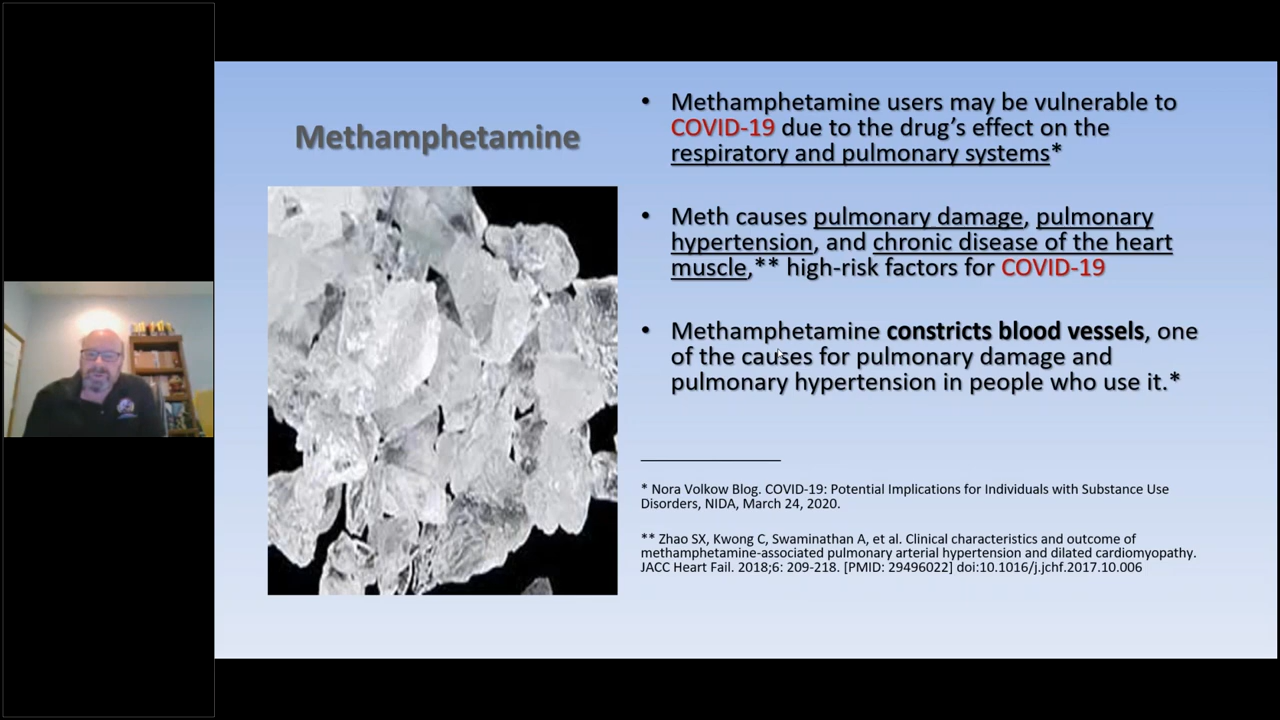 Methamphetamine
• Methamphetamine users may be vulnerable to
COVID-19 due to the drug’s effect on the
respiratory and pulmonary systems*
• Meth causes pulmonary damage, pulmonary
hypertension, and chronic disease of the heart
muscle,** high-risk factors for COVID-19
• Methamphetamine constricts blood vessels, one
of the causes for pulmonary damage and
pulmonary hypertension in people who use it.*
* Nora Volkow Blog. COVID-19: Potential Implications for Individuals with Substance Use
Disorders, NIDA, March 24, 2020.
** Zhao SX, Kwong C, Swaminathan A, et al. Clinical characteristics and outcome of
methamphetamine-associated pulmonary arterial hypertension and dilated cardiomyopathy.
JACC Heart Fail. 2018;6: 209-218. [PMID: 29496022] doi:10.1016/j.jchf.2017.10.006